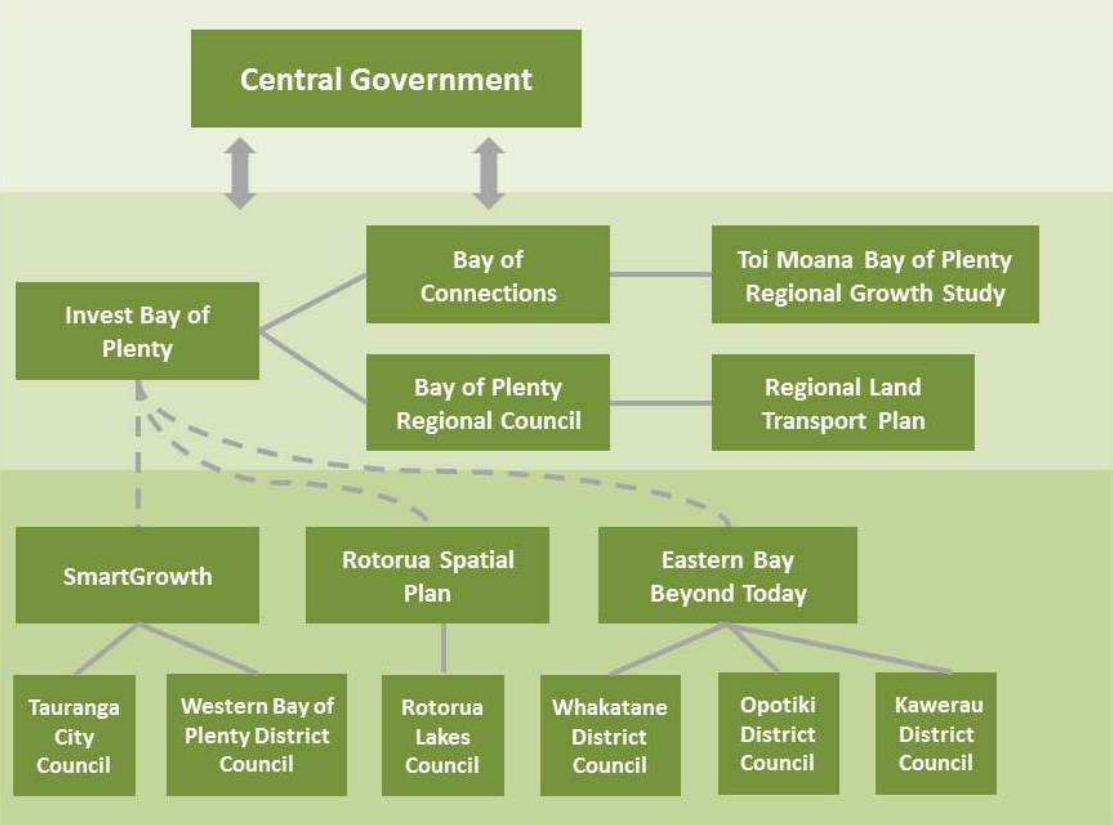 Central Government
Bay of
Connections
Toi Moana Bay of Plenty
Regional Growth Study
Invest Bay of
Plenty
Bay of Plenty
Regional Council
Regional Land
Transport Plan
SmartGrowth
Rotorua Spatial
Plan
Eastern Bay
Beyond Today
Tauranga
City
Council
Western Bay of
Plenty District
Council
Rotorua
Lakes
Council
Whakatane
District
Council
Opotiki
District
Council
Kawerau
District
Council